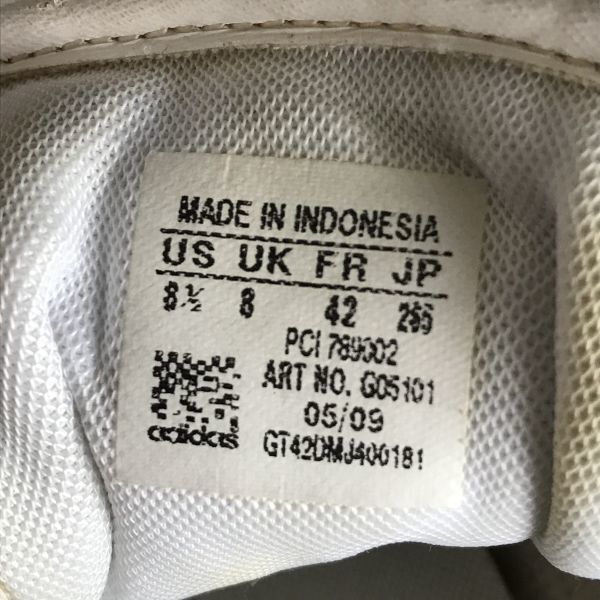 MADE IN INDONESIA
US UK FR JP
8½ 8 42 265
PCI 789002
ART NO. G05101
05/09
adidas GT42DMJ400181